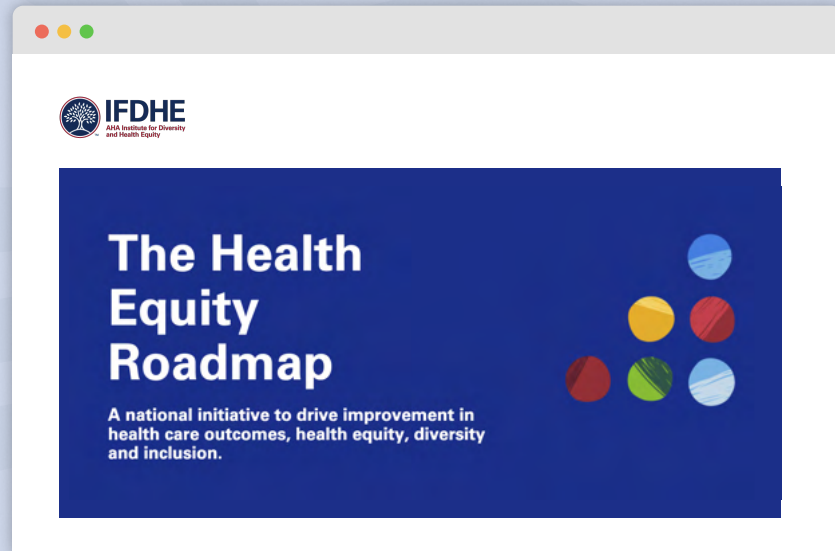 IFDHE
AHA Institute for Diversity
and Health Equity
The Health
Equity
Roadmap
A national initiative to drive improvement in
health care outcomes, health equity, diversity
and inclusion.